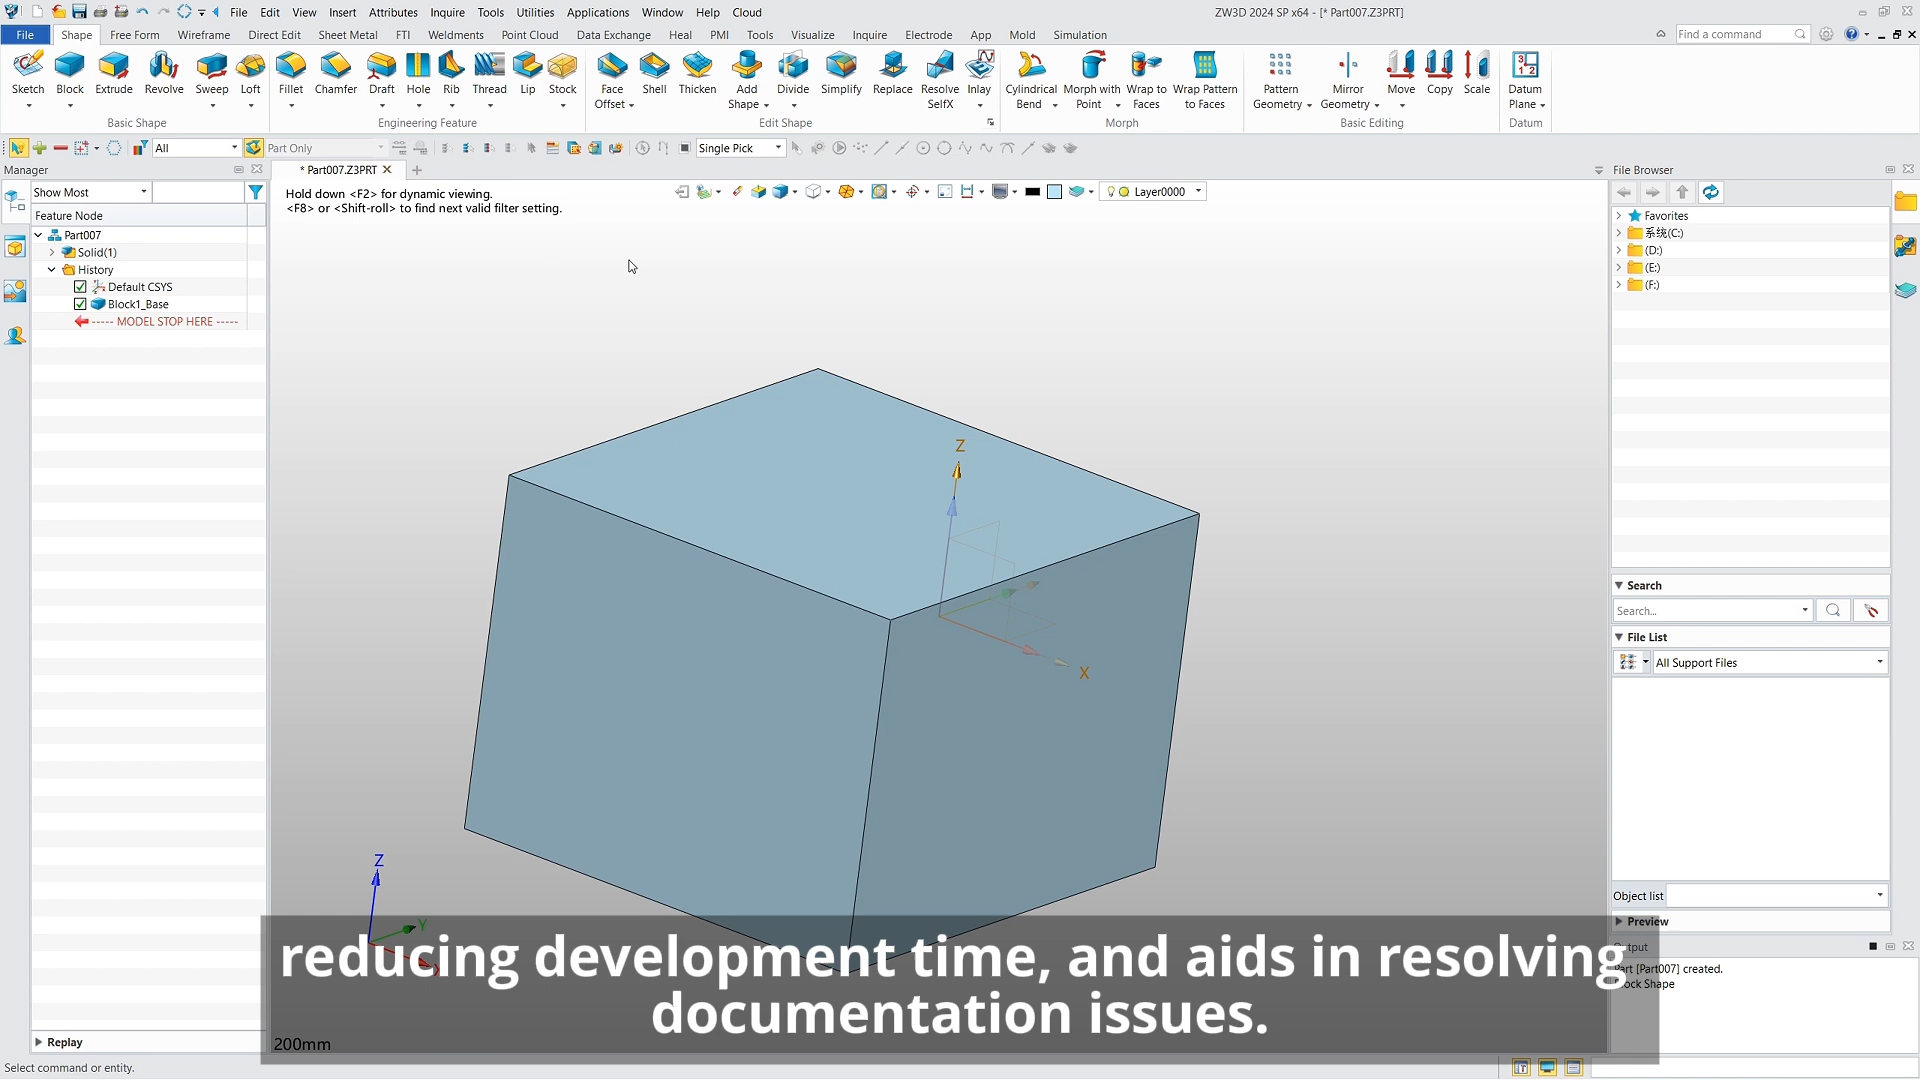 File Edit View Insert Attributes Inquire Tools Utilities Applications Window Help Cloud
ZW3D 2024 SP x64 - [* Part007.Z3PRT]
File Shape Free Form Wireframe Direct Edit Sheet Metal FTI Weldments Point Cloud Data Exchange Heal PMI Tools Visualize Inquire Electrode App Mold Simulation
Find a command
Sketch Block Extrude Revolve Sweep Loft
Basic Shape
Fillet Chamfer Draft Hole Rib Thread Lip Stock
Engineering Feature
Face Offset Shell Thicken Add Shape Divide Simplify Replace Resolve SelfX Inlay
Edit Shape
Cylindrical Bend Morph with Point Wrap to Faces Wrap Pattern to Faces
Morph
Pattern Geometry Mirror Geometry Move Copy Scale
Basic Editing
Datum Plane
Datum
All
Part Only
Single Pick
Manager
* Part007.Z3PRT
Show Most
Feature Node
Part007
Solid(1)
History
Default CSYS
Block1_Base
----- MODEL STOP HERE -----
Replay
Hold down <F2> for dynamic viewing.
<F8> or <Shift-roll> to find next valid filter setting.
Layer0000
Z
X
Z
Y
X
200mm
File Browser
Favorites
系统(C:)
(D:)
(E:)
(F:)
Search
Search...
File List
All Support Files
Object list
Preview
Output
Part [Part007] created.
Block Shape
reducing development time, and aids in resolving
documentation issues.
Select command or entity.